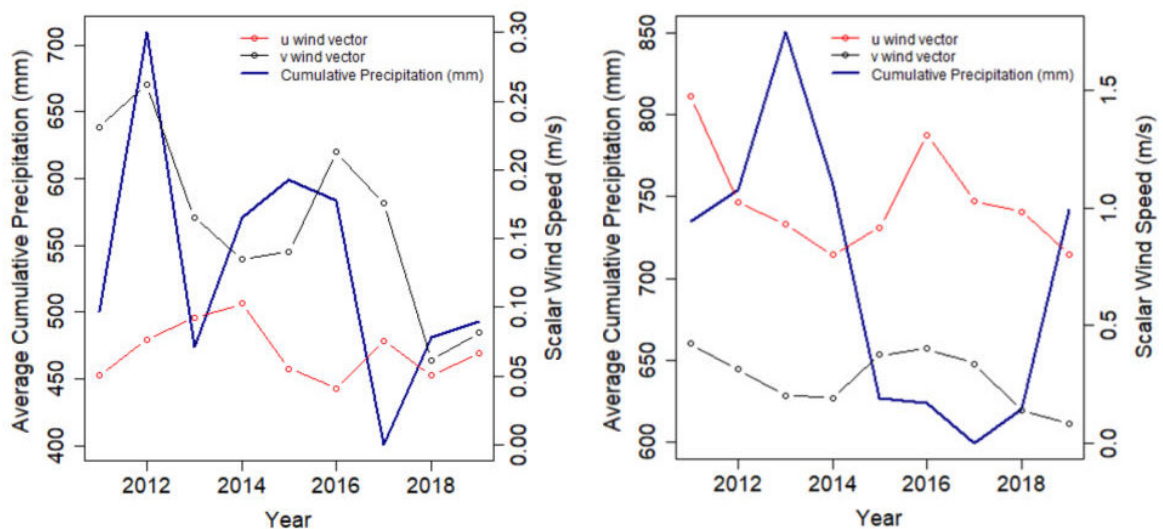 u wind vector
v wind vector
Cumulative Precipitation (mm)
Average Cumulative Precipitation (mm)
700
650
600
550
500
450
400
0.30
0.25
0.20
0.15
0.10
0.05
0.00
Scalar Wind Speed (m/s)
2012
2014
2016
2018
Year
u wind vector
v wind vector
Cumulative Precipitation (mm)
Average Cumulative Precipitation (mm)
850
800
750
700
650
600
1.5
1.0
0.5
0.0
Scalar Wind Speed (m/s)
2012
2014
2016
2018
Year